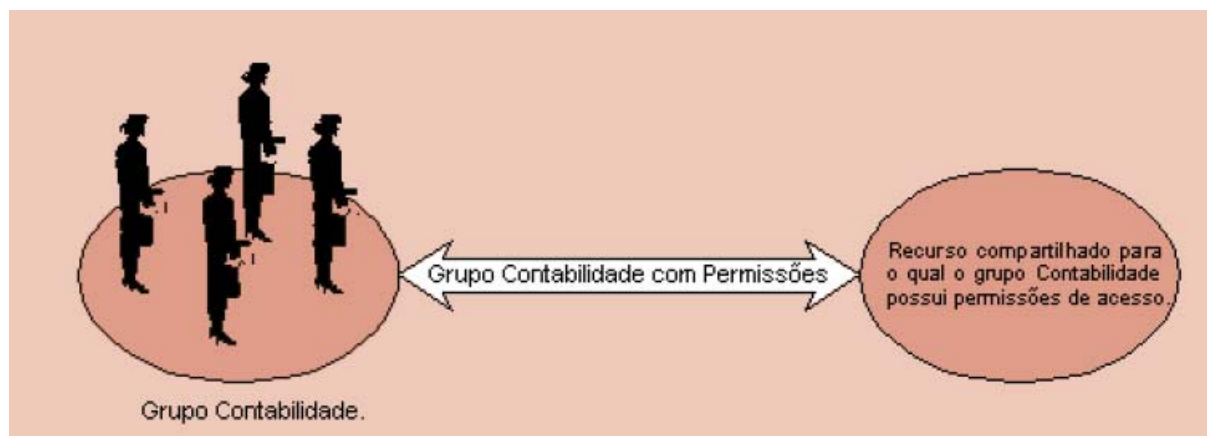 Grupo Contabilidade com Permissões
Recurso compartilhado para
o qual o grupo Contabilidade
possui permissões de acesso.
Grupo Contabilidade.